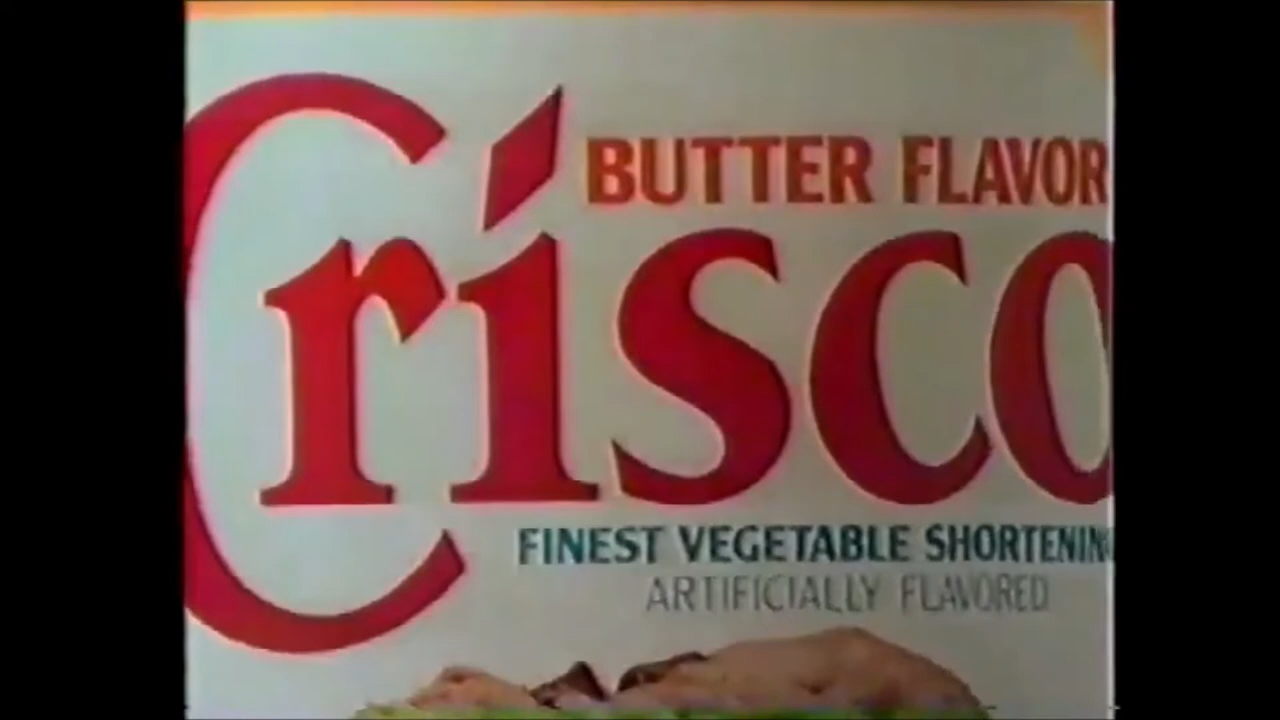 BUTTER FLAVOR
Crisco
FINEST VEGETABLE SHORTENING
ARTIFICIALLY FLAVORED